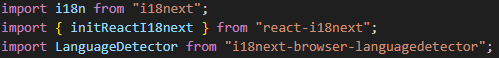 import i18n from "i18next";
import { initReactI18next } from "react-i18next";
import LanguageDetector from "i18next-browser-languagedetector";